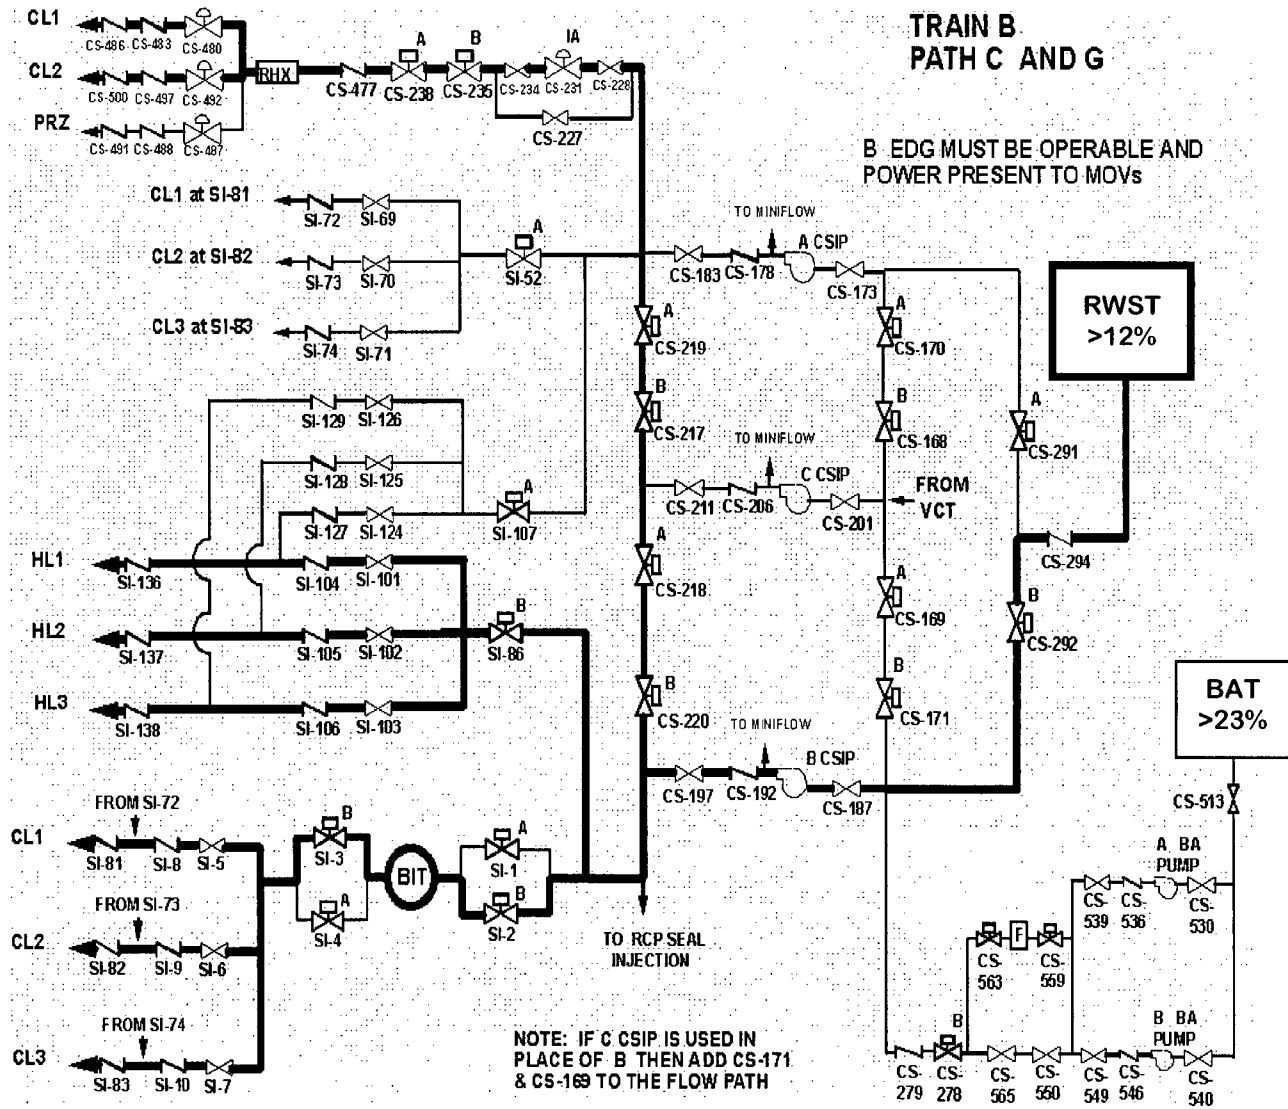 TRAIN B
PATH C AND G
B EDG MUST BE OPERABLE AND
POWER PRESENT TO MOVs
CL1
CS-486
CS-483
CS-480
CL2
CS-500
CS-497
CS-492
PRZ
CS-491
CS-488
CS-487
RHX
CS-477
A
CS-238
B
CS-235
CS-234
IA
CS-231
CS-228
CS-227
CL1 at SI-81
SI-72
SI-69
CL2 at SI-82
SI-73
SI-70
CL3 at SI-83
SI-74
SI-71
A
SI-52
TO MINIFLOW
A CSIP
CS-183
CS-178
CS-173
A
CS-219
B
CS-217
A
CS-170
B
CS-168
RWST
>12%
A
CS-291
SI-129
SI-126
SI-128
SI-125
SI-127
SI-124
A
SI-107
TO MINIFLOW
C CSIP
CS-211
CS-206
CS-201
FROM
VCT
CS-294
HL1
SI-136
SI-104
SI-101
HL2
SI-137
SI-105
SI-102
B
SI-86
HL3
SI-138
SI-106
SI-103
A
CS-218
B
CS-220
A
CS-169
B
CS-171
B
CS-292
BAT
>23%
TO MINIFLOW
B CSIP
CS-197
CS-192
CS-187
CS-513
FROM SI-72
CL1
SI-81
SI-8
SI-5
B
SI-3
A
SI-4
BIT
A
SI-1
B
SI-2
FROM SI-73
CL2
SI-82
SI-9
SI-6
FROM SI-74
CL3
SI-83
SI-10
SI-7
TO RCP SEAL
INJECTION
A BA
PUMP
CS-
539
CS-
536
CS-
530
F
CS-
563
CS-
559
B BA
PUMP
B
CS-
279
CS-
278
CS-
565
CS-
550
CS-
549
CS-
546
CS-
540
NOTE: IF C CSIP IS USED IN
PLACE OF B THEN ADD CS-171
& CS-169 TO THE FLOW PATH